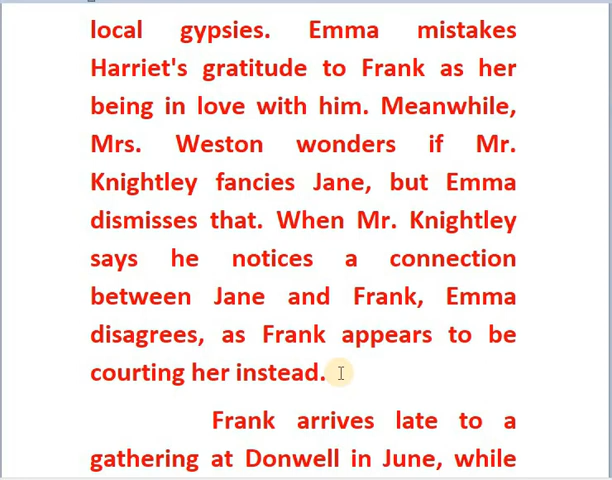 local gypsies. Emma mistakes
Harriet's gratitude to Frank as her
being in love with him. Meanwhile,
Mrs. Weston wonders if Mr.
Knightley fancies Jane, but Emma
dismisses that. When Mr. Knightley
says he notices a connection
between Jane and Frank, Emma
disagrees, as Frank appears to be
courting her instead.
Frank arrives late to a
gathering at Donwell in June, while